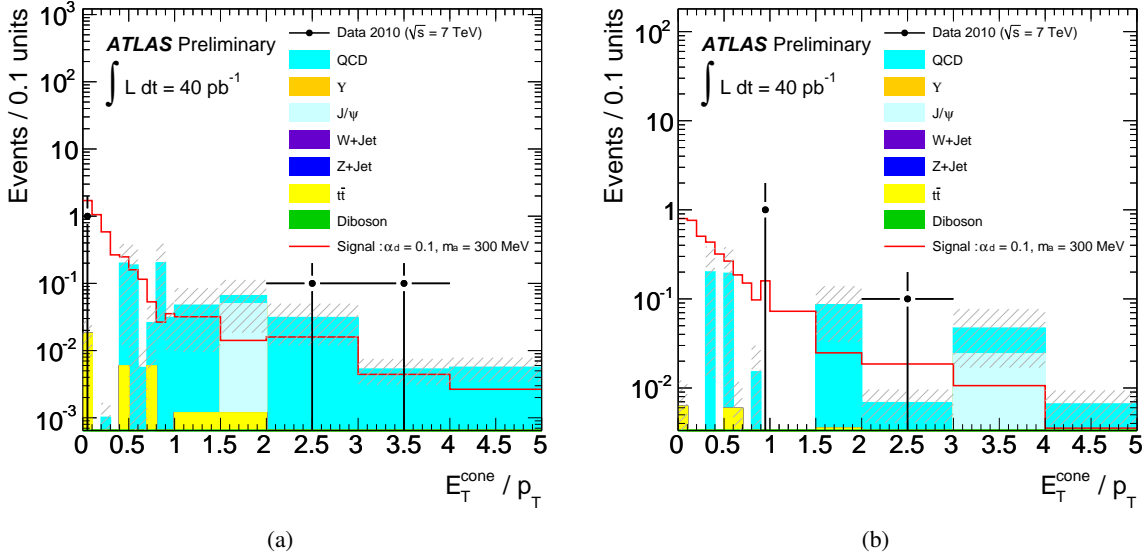 Events / 0.1 units
10³
10²
10
1
10⁻¹
10⁻²
10⁻³
ATLAS Preliminary
∫ L dt = 40 pb⁻¹
Data 2010 (√s = 7 TeV)
QCD
ϒ
J/ψ
W+Jet
Z+Jet
tt̄
Diboson
Signal :αd = 0.1, ma = 300 MeV
0 0.5 1 1.5 2 2.5 3 3.5 4 4.5 5
E_T^cone / p_T
(a)
Events / 0.1 units
10²
10
1
10⁻¹
10⁻²
ATLAS Preliminary
∫ L dt = 40 pb⁻¹
Data 2010 (√s = 7 TeV)
QCD
ϒ
J/ψ
W+Jet
Z+Jet
tt̄
Diboson
Signal :αd = 0.1, ma = 300 MeV
0 0.5 1 1.5 2 2.5 3 3.5 4 4.5 5
E_T^cone / p_T
(b)